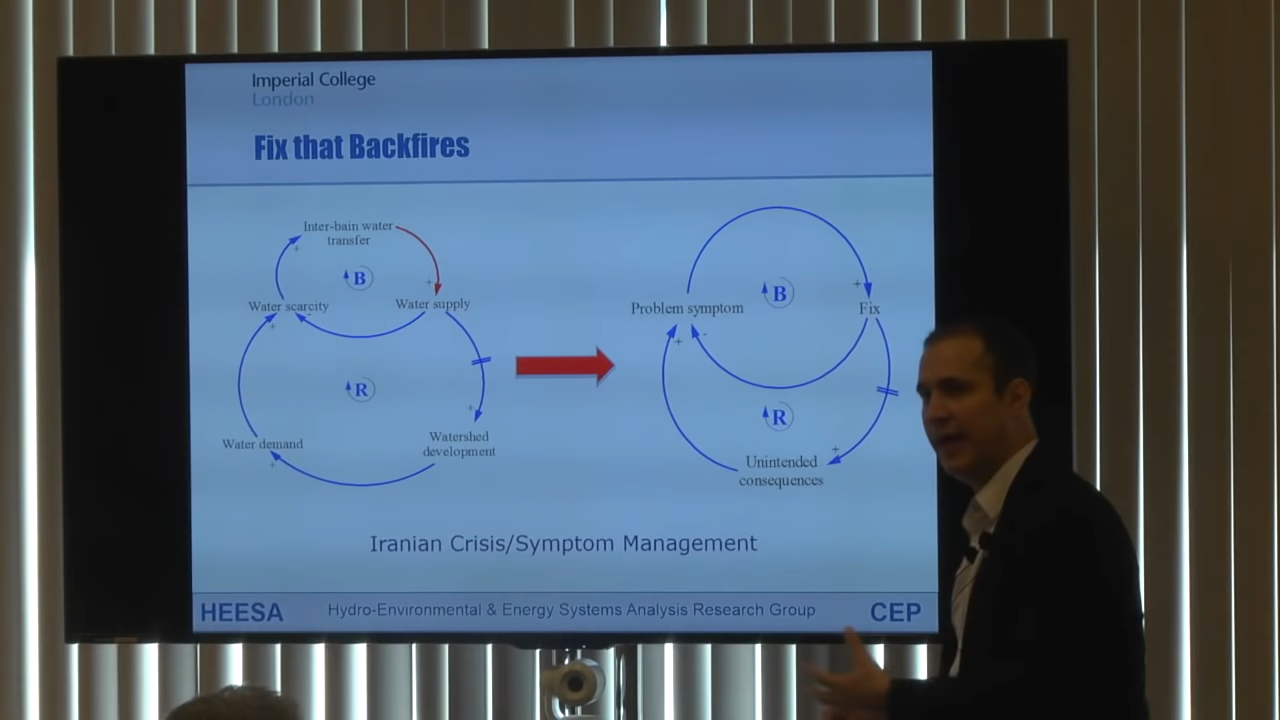 Imperial College
London
Fix that Backfires
Inter-bain water
transfer
+
B
+
Water scarcity
Water supply
+
-
R
+
Water demand
+
Watershed
development
B
+
Problem symptom
Fix
+
-
R
+
Unintended
consequences
Iranian Crisis/Symptom Management
HEESA
Hydro-Environmental & Energy Systems Analysis Research Group
CEP